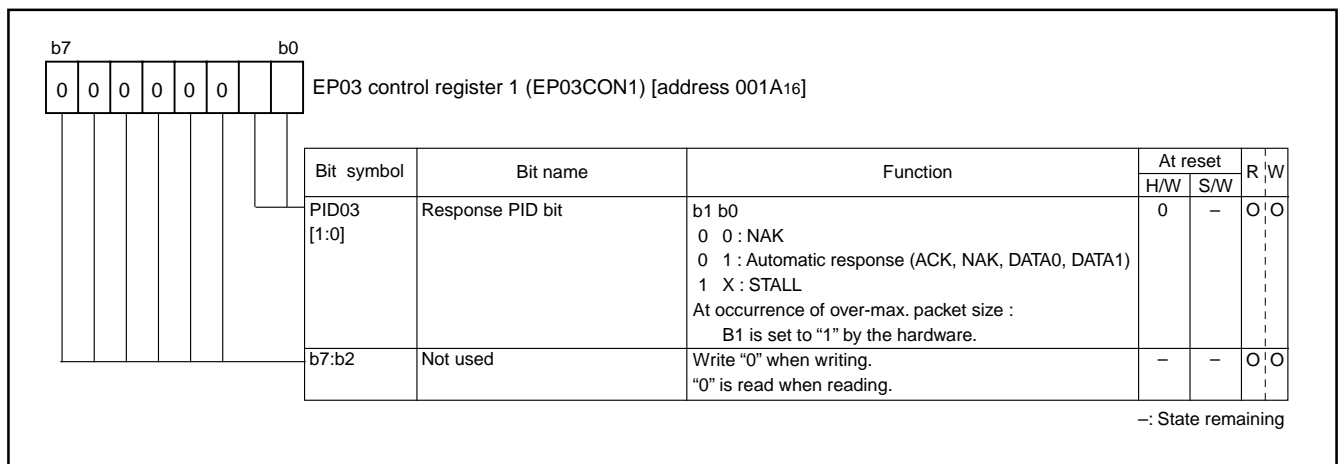 b7 b0
0 0 0 0 0 0 EP03 control register 1 (EP03CON1) [address 001A16]
Bit symbol Bit name Function At reset R W
H/W S/W
PID03 Response PID bit b1 b0 0 – O O
[1:0] 0 0 : NAK
0 1 : Automatic response (ACK, NAK, DATA0, DATA1)
1 X : STALL
At occurrence of over-max. packet size :
B1 is set to “1” by the hardware.
b7:b2 Not used Write “0” when writing. – – O O
“0” is read when reading.
–: State remaining